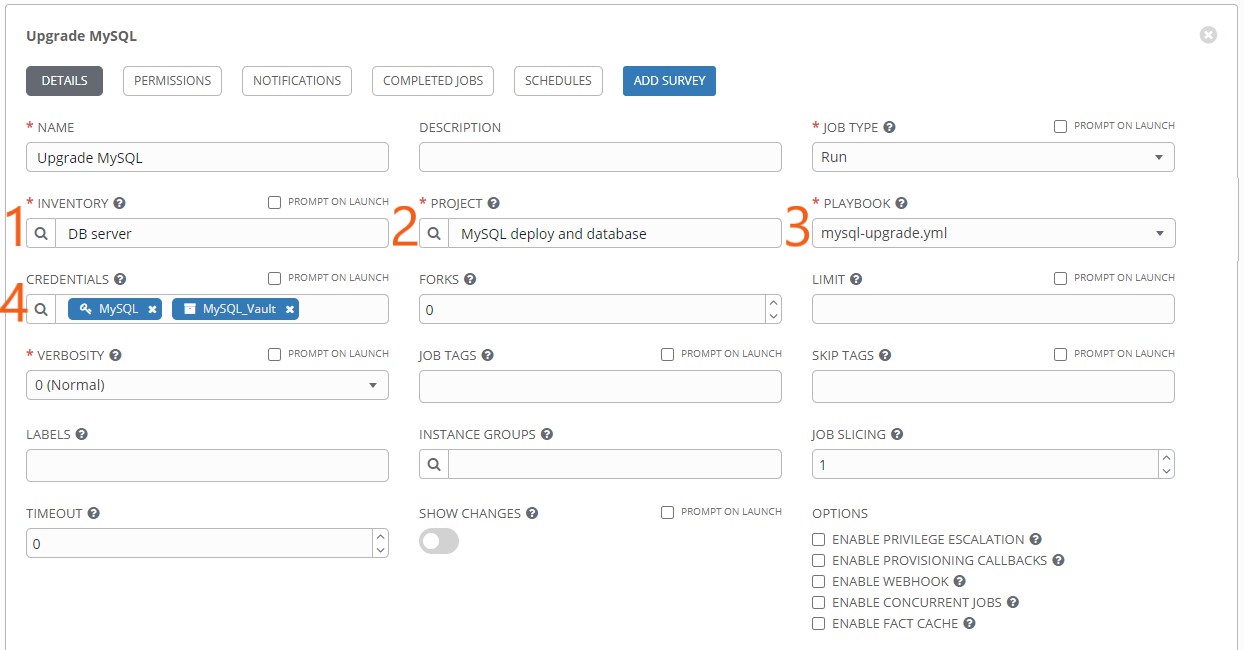 Upgrade MySQL
DETAILS PERMISSIONS NOTIFICATIONS COMPLETED JOBS SCHEDULES ADD SURVEY
* NAME DESCRIPTION * JOB TYPE ? PROMPT ON LAUNCH
Upgrade MySQL Run
* INVENTORY ? PROMPT ON LAUNCH * PROJECT ? * PLAYBOOK ?
1 DB server 2 MySQL deploy and database 3 mysql-upgrade.yml
CREDENTIALS ? PROMPT ON LAUNCH FORKS ? LIMIT ? PROMPT ON LAUNCH
4 MySQL MySQL_Vault 0
* VERBOSITY ? PROMPT ON LAUNCH JOB TAGS ? PROMPT ON LAUNCH SKIP TAGS ? PROMPT ON LAUNCH
0 (Normal)
LABELS ? INSTANCE GROUPS ? JOB SLICING ?
1
TIMEOUT ? SHOW CHANGES ? PROMPT ON LAUNCH OPTIONS
0
ENABLE PRIVILEGE ESCALATION ?
ENABLE PROVISIONING CALLBACKS ?
ENABLE WEBHOOK ?
ENABLE CONCURRENT JOBS ?
ENABLE FACT CACHE ?